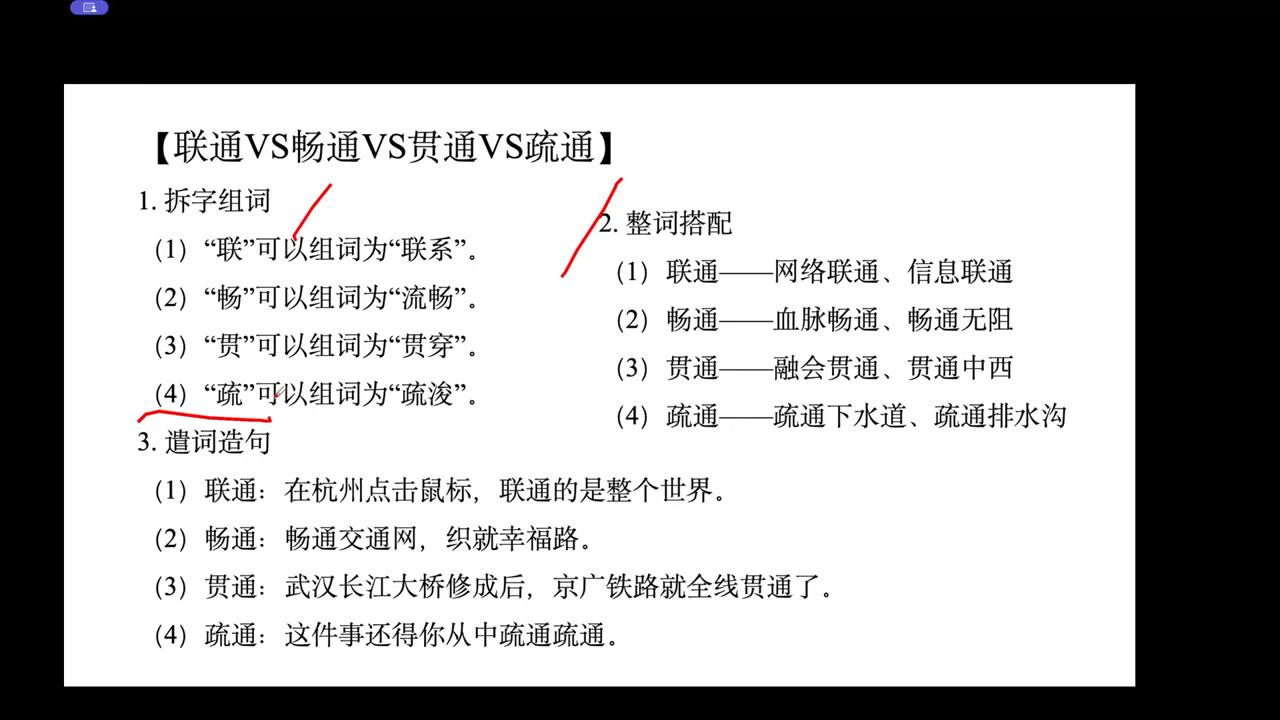 【联通VS畅通VS贯通VS疏通】
1. 拆字组词
（1）“联”可以组词为“联系”。
（2）“畅”可以组词为“流畅”。
（3）“贯”可以组词为“贯穿”。
（4）“疏”可以组词为“疏浚”。
2. 整词搭配
（1）联通——网络联通、信息联通
（2）畅通——血脉畅通、畅通无阻
（3）贯通——融会贯通、贯通中西
（4）疏通——疏通下水道、疏通排水沟
3. 遣词造句
（1）联通：在杭州点击鼠标，联通的是整个世界。
（2）畅通：畅通交通网，织就幸福路。
（3）贯通：武汉长江大桥修成后，京广铁路就全线贯通了。
（4）疏通：这件事还得你从中疏通疏通。